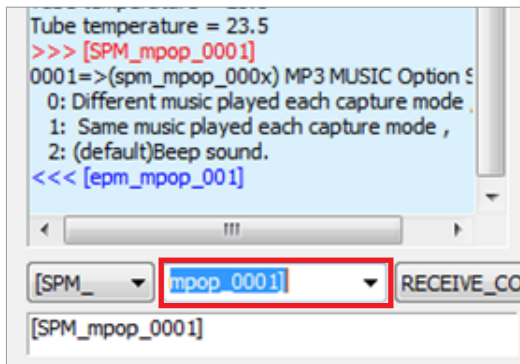 Tube temperature = 23.5
>>> [SPM_mpop_0001]
0001=>(spm_mpop_000x) MP3 MUSIC Option S
0: Different music played each capture mode ,
1: Same music played each capture mode ,
2: (default)Beep sound.
<<< [epm_mpop_001]
[SPM_ mpop_0001] RECEIVE_CO
[SPM_mpop_0001]